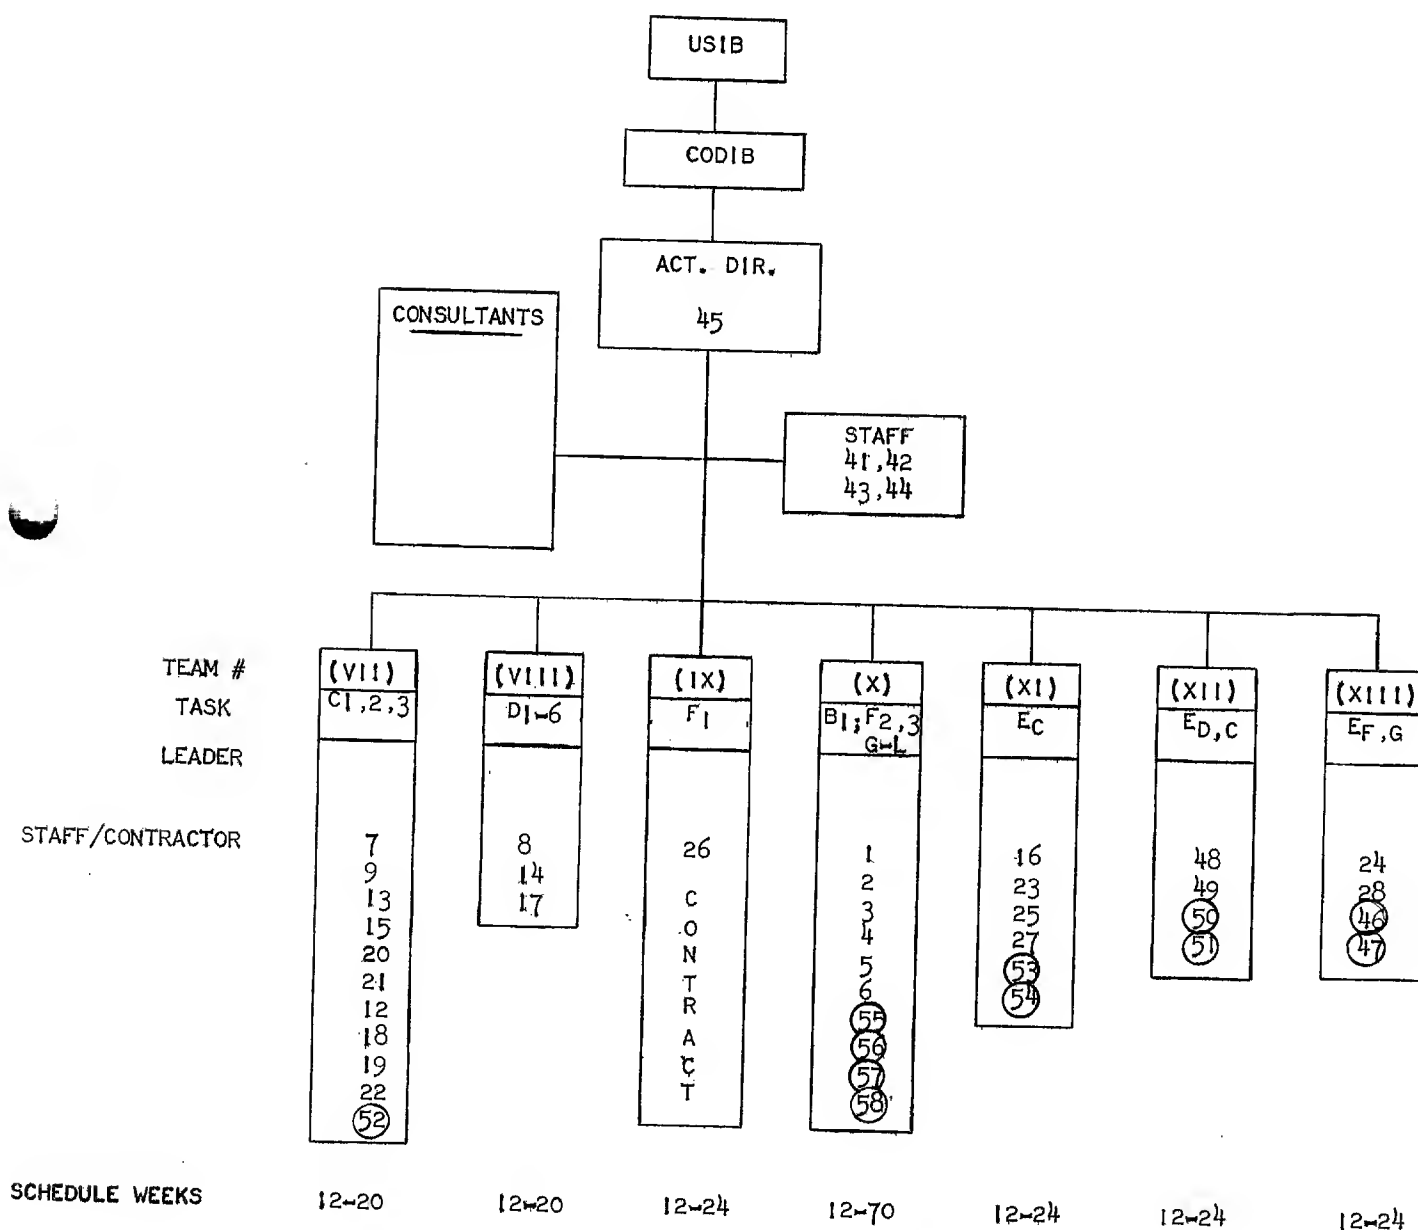 USIB
CODIB
ACT. DIR.
45
CONSULTANTS
STAFF
41,42
43,44
TEAM # (VII) (VIII) (IX) (X) (XI) (XII) (XIII)
TASK C1,2,3 D1-6 F1 B1;F2,3 EC ED,C EF,G
G-L
LEADER
STAFF/CONTRACTOR 7 8 26 1 16 48 24
9 14 2 23 49 28
13 17 C 3 25 50 46
15 O 4 27 51 47
20 N 5 53
21 T 6 54
12 R 55
18 A 56
19 C 57
22 T 58
52
SCHEDULE WEEKS 12-20 12-20 12-24 12-70 12-24 12-24 12-24